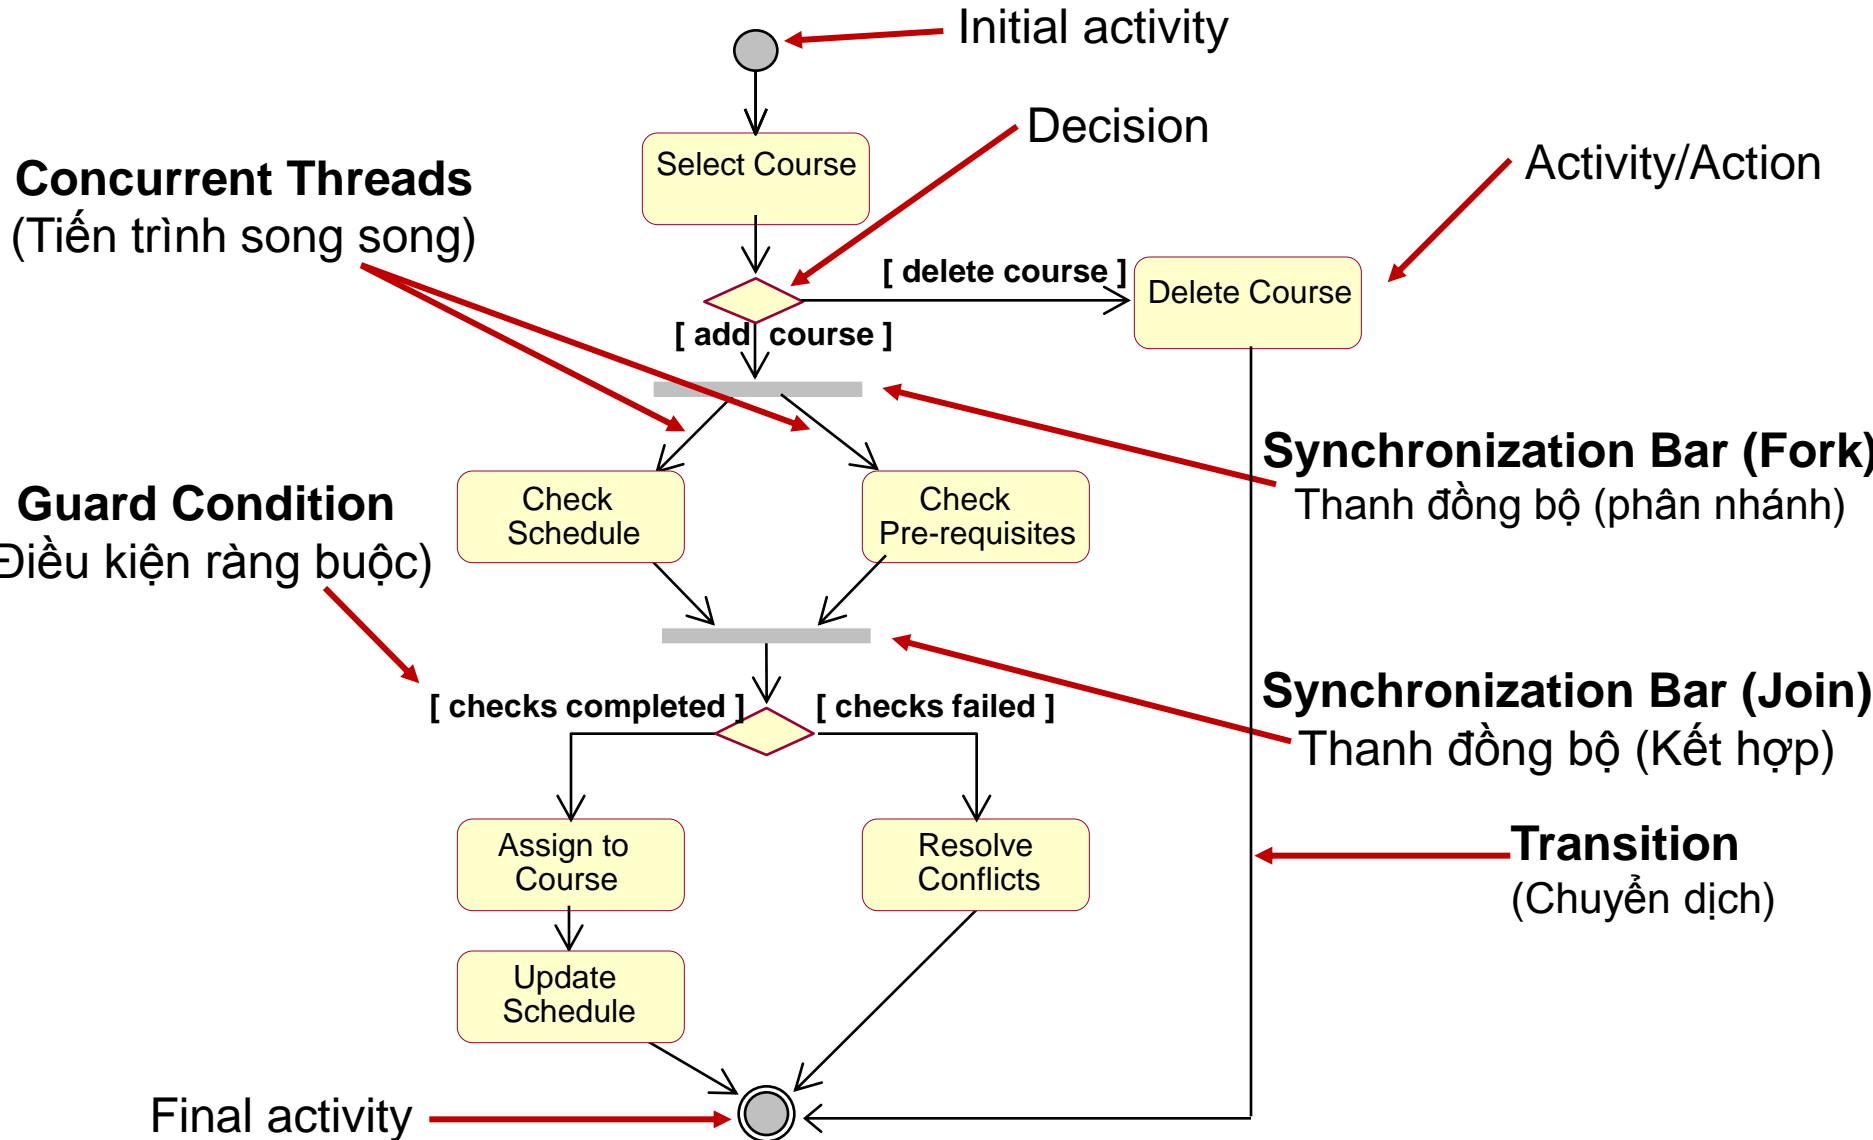 Initial activity
Decision
Select Course
Activity/Action
Concurrent Threads
(Tiến trình song song)
[ delete course ]
Delete Course
[ add course ]
Synchronization Bar (Fork)
Thanh đồng bộ (phân nhánh)
Guard Condition
Điều kiện ràng buộc)
Check
Schedule
Check
Pre-requisites
[ checks completed ]
[ checks failed ]
Synchronization Bar (Join)
Thanh đồng bộ (Kết hợp)
Assign to
Course
Resolve
Conflicts
Transition
(Chuyển dịch)
Update
Schedule
Final activity